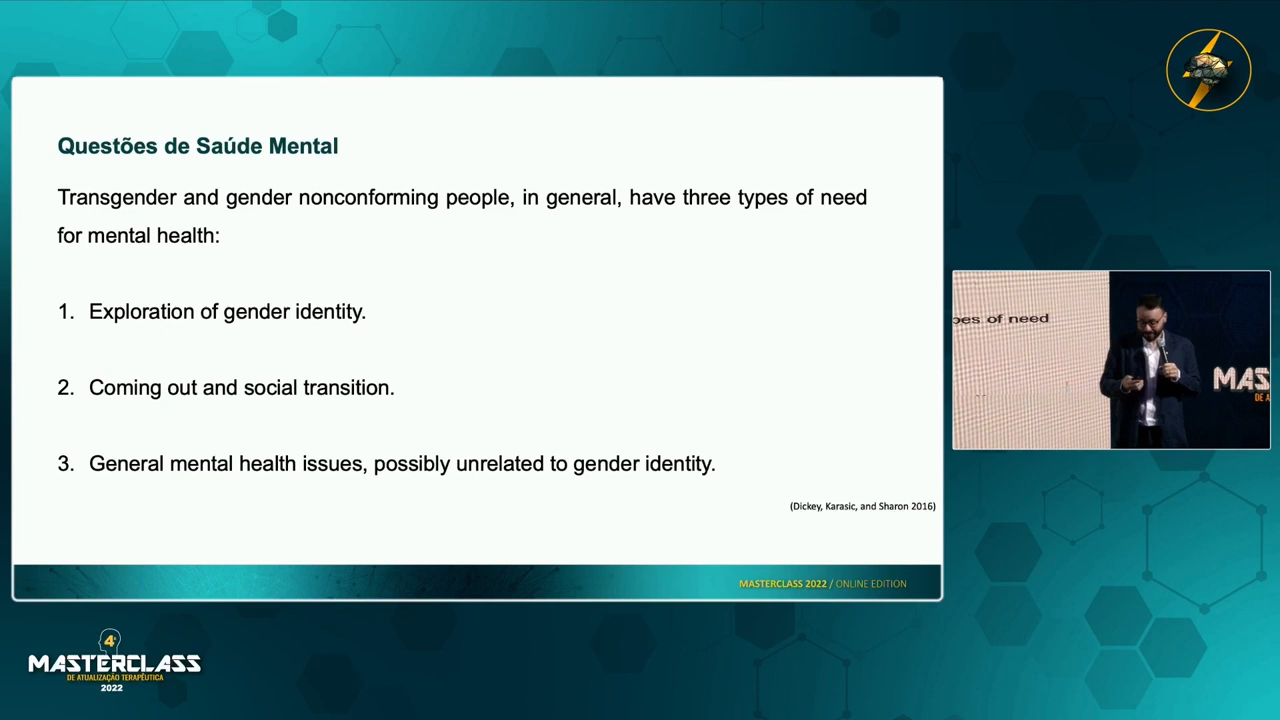 Questões de Saúde Mental
Transgender and gender nonconforming people, in general, have three types of need
for mental health:
1. Exploration of gender identity.
2. Coming out and social transition.
3. General mental health issues, possibly unrelated to gender identity.
(Dickey, Karasic, and Sharon 2016)
MASTERCLASS 2022 / ONLINE EDITION
pes of need
MAS
DE A
4ª
MASTERCLASS
DE ATUALIZAÇÃO TERAPÊUTICA
2022